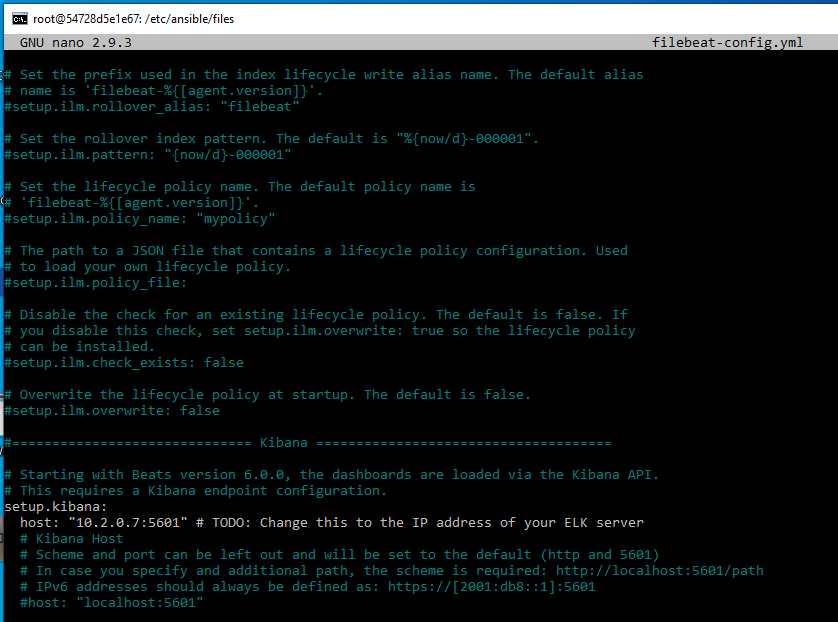 root@54728d5e1e67: /etc/ansible/files
GNU nano 2.9.3 filebeat-config.yml
# Set the prefix used in the index lifecycle write alias name. The default alias
# name is 'filebeat-%{[agent.version]}'.
#setup.ilm.rollover_alias: "filebeat"
# Set the rollover index pattern. The default is "%{now/d}-000001".
#setup.ilm.pattern: "{now/d}-000001"
# Set the lifecycle policy name. The default policy name is
# 'filebeat-%{[agent.version]}'.
#setup.ilm.policy_name: "mypolicy"
# The path to a JSON file that contains a lifecycle policy configuration. Used
# to load your own lifecycle policy.
#setup.ilm.policy_file:
# Disable the check for an existing lifecycle policy. The default is false. If
# you disable this check, set setup.ilm.overwrite: true so the lifecycle policy
# can be installed.
#setup.ilm.check_exists: false
# Overwrite the lifecycle policy at startup. The default is false.
#setup.ilm.overwrite: false
#============================== Kibana =====================================
# Starting with Beats version 6.0.0, the dashboards are loaded via the Kibana API.
# This requires a Kibana endpoint configuration.
setup.kibana:
host: "10.2.0.7:5601" # TODO: Change this to the IP address of your ELK server
# Kibana Host
# Scheme and port can be left out and will be set to the default (http and 5601)
# In case you specify and additional path, the scheme is required: http://localhost:5601/path
# IPv6 addresses should always be defined as: https://[2001:db8::1]:5601
#host: "localhost:5601"